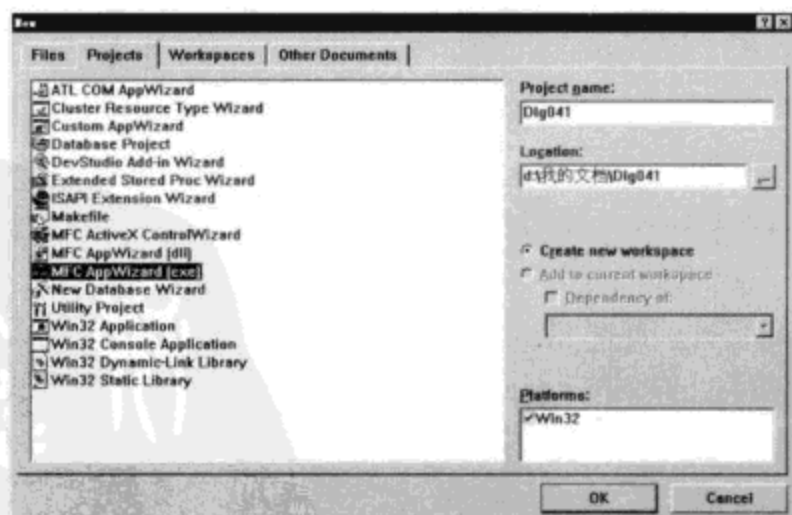 New
Files Projects Workspaces Other Documents
ATL COM AppWizard
Cluster Resource Type Wizard
Custom AppWizard
Database Project
DevStudio Add-in Wizard
Extended Stored Proc Wizard
ISAPI Extension Wizard
Makefile
MFC ActiveX ControlWizard
MFC AppWizard (dll)
MFC AppWizard (exe)
New Database Wizard
Utility Project
Win32 Application
Win32 Console Application
Win32 Dynamic-Link Library
Win32 Static Library
Project name:
Dlg041
Location:
d:\我的文档\Dlg041
...
Create new workspace
Add to current workspace
Dependency of:
Platforms:
Win32
OK Cancel